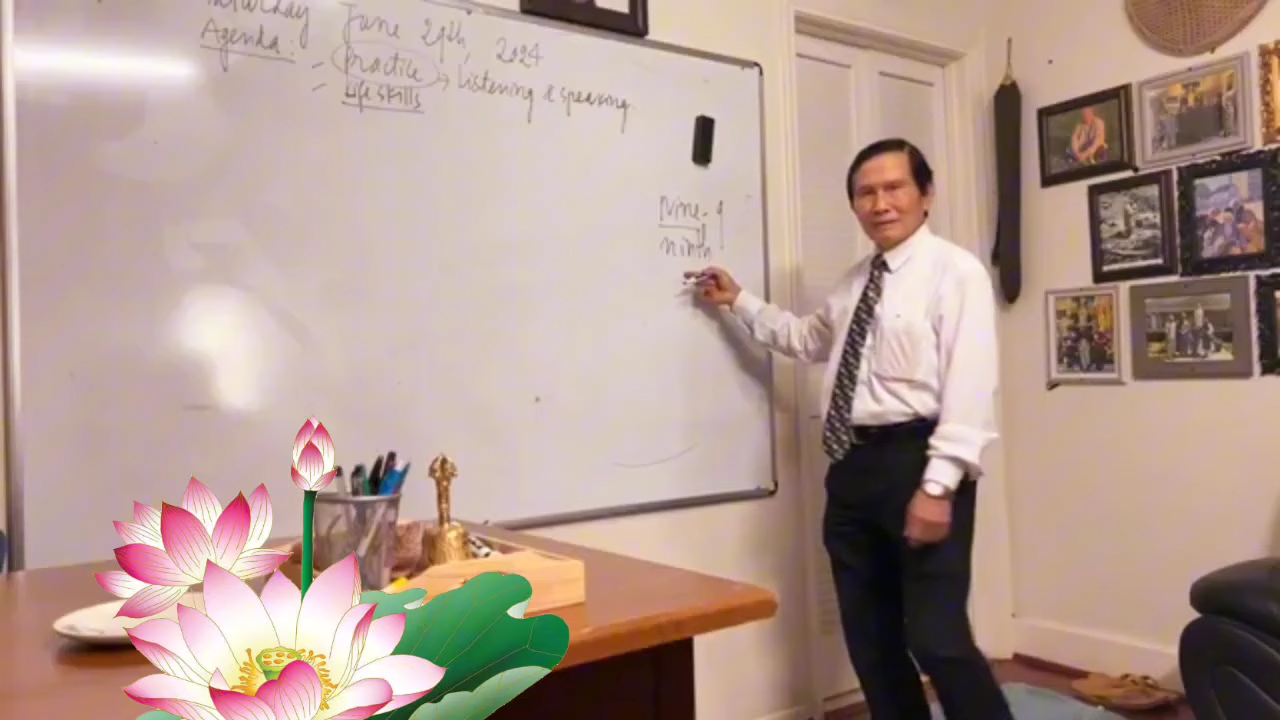 June 29th, 2024
Agenda:
- Practice → Listening & speaking
- Life skills
Nine - 9
ninth